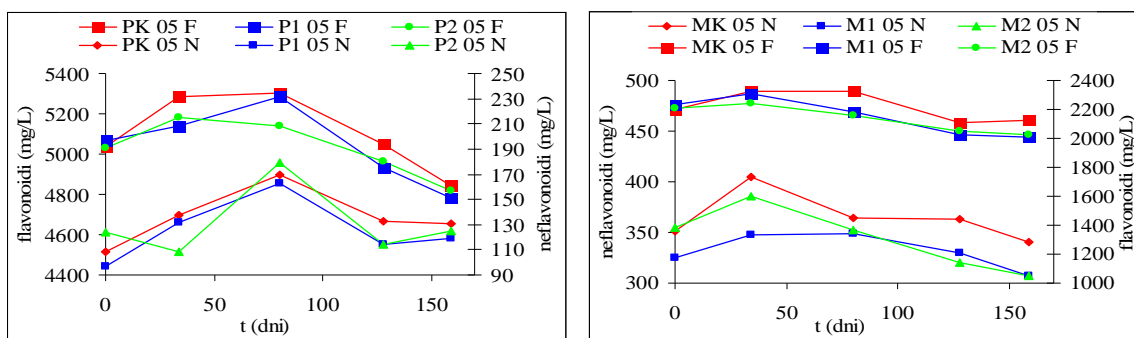 PK 05 F P1 05 F P2 05 F
PK 05 N P1 05 N P2 05 N
5400
5200
5000
4800
4600
4400
flavonoidi (mg/L)
250
230
210
190
170
150
130
110
90
neflavonoidi (mg/L)
0 50 100 150
t (dni)
MK 05 N M1 05 N M2 05 N
MK 05 F M1 05 F M2 05 F
500
450
400
350
300
neflavonoidi (mg/L)
2400
2200
2000
1800
1600
1400
1200
1000
flavonoidi (mg/L)
0 50 100 150
t (dni)